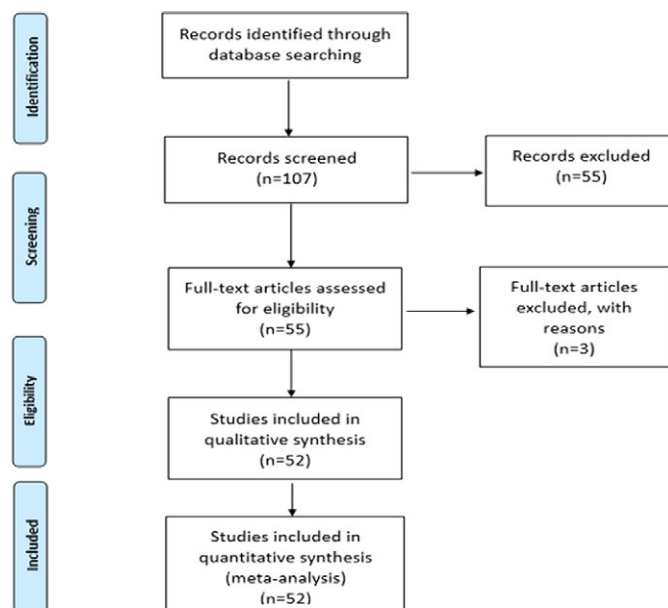 Identification
Records identified through
database searching
Records screened
(n=107)
Records excluded
(n=55)
Screening
Full-text articles assessed
for eligibility
(n=55)
Full-text articles
excluded, with
reasons
(n=3)
Eligibility
Studies included in
qualitative synthesis
(n=52)
Included
Studies included in
quantitative synthesis
(meta-analysis)
(n=52)